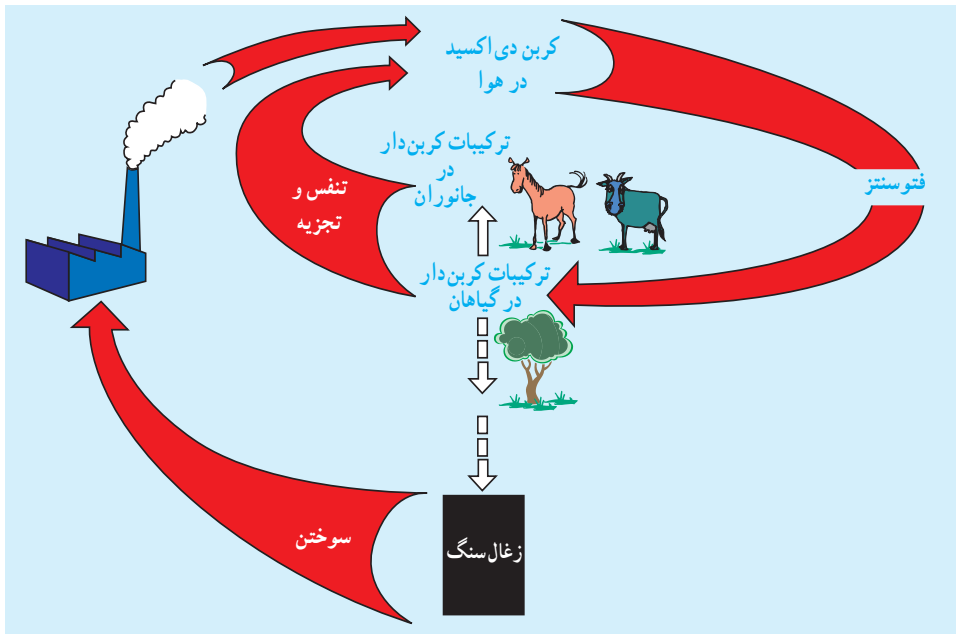 کربن دی اکسید
در هوا
ترکیبات کربن‌دار
در
جانوران
فتوسنتز
تنفس و
تجزیه
ترکیبات کربن‌دار
در گیاهان
زغال سنگ
سوختن